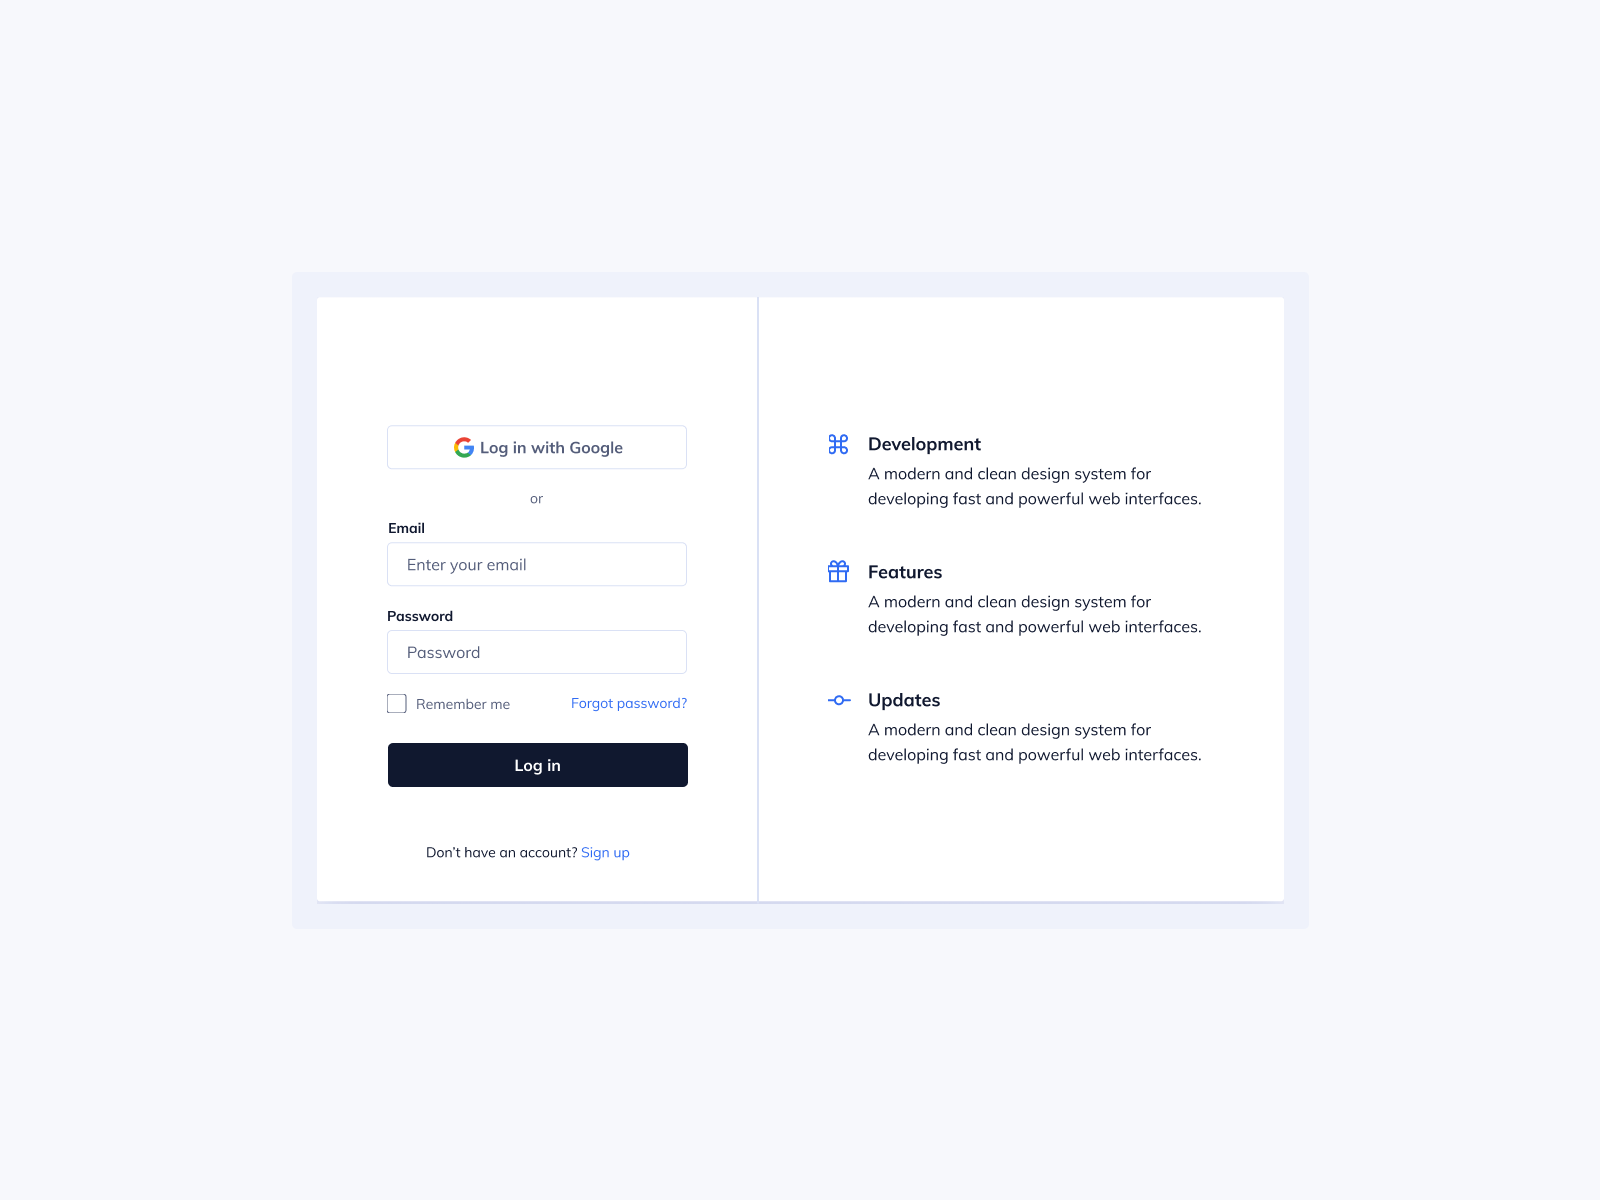 Log in with Google
or
Email
Enter your email
Password
Password
Remember me
Forgot password?
Log in
Don't have an account? Sign up
Development
A modern and clean design system for
developing fast and powerful web interfaces.
Features
A modern and clean design system for
developing fast and powerful web interfaces.
Updates
A modern and clean design system for
developing fast and powerful web interfaces.